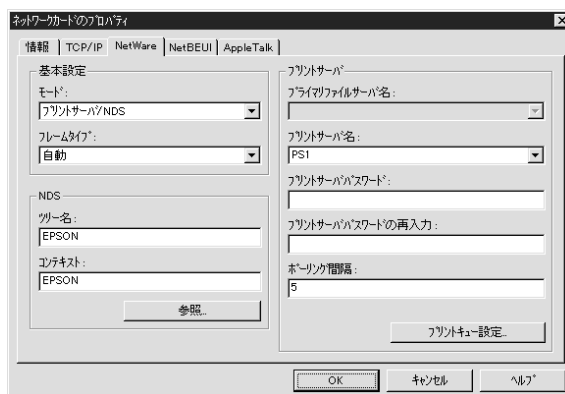 ネットワークカードのプロパティ
情報 TCP/IP NetWare NetBEUI AppleTalk
基本設定
モード:
プリントサーバ/NDS
フレームタイプ:
自動
NDS
ツリー名:
EPSON
コンテキスト:
EPSON
参照...
プリントサーバ
プライマリファイルサーバ名:
プリントサーバ名:
PS1
プリントサーバパスワード:
プリントサーバパスワードの再入力:
ポーリング間隔:
5
プリントキュー設定...
OK キャンセル ヘルプ